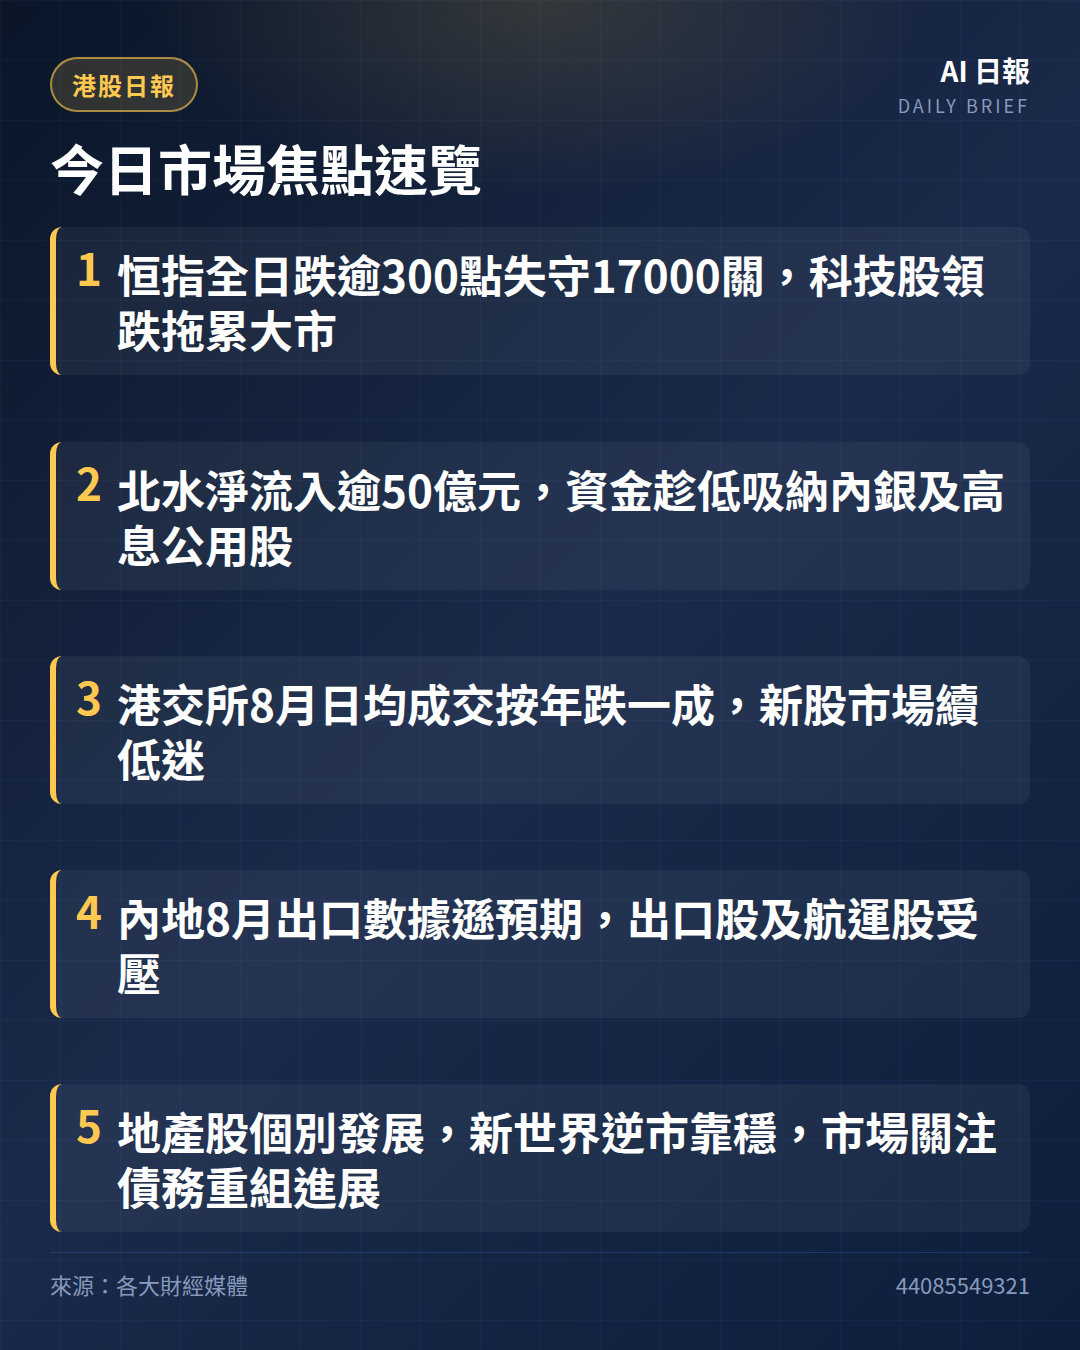 港股日報
AI 日報
DAILY BRIEF
今日市場焦點速覽
1 恒指全日跌逾300點失守17000關，科技股領
跌拖累大市
2 北水淨流入逾50億元，資金趁低吸納內銀及高
息公用股
3 港交所8月日均成交按年跌一成，新股市場續
低迷
4 內地8月出口數據遜預期，出口股及航運股受
壓
5 地產股個別發展，新世界逆市靠穩，市場關注
債務重組進展
來源：各大財經媒體
44085549321